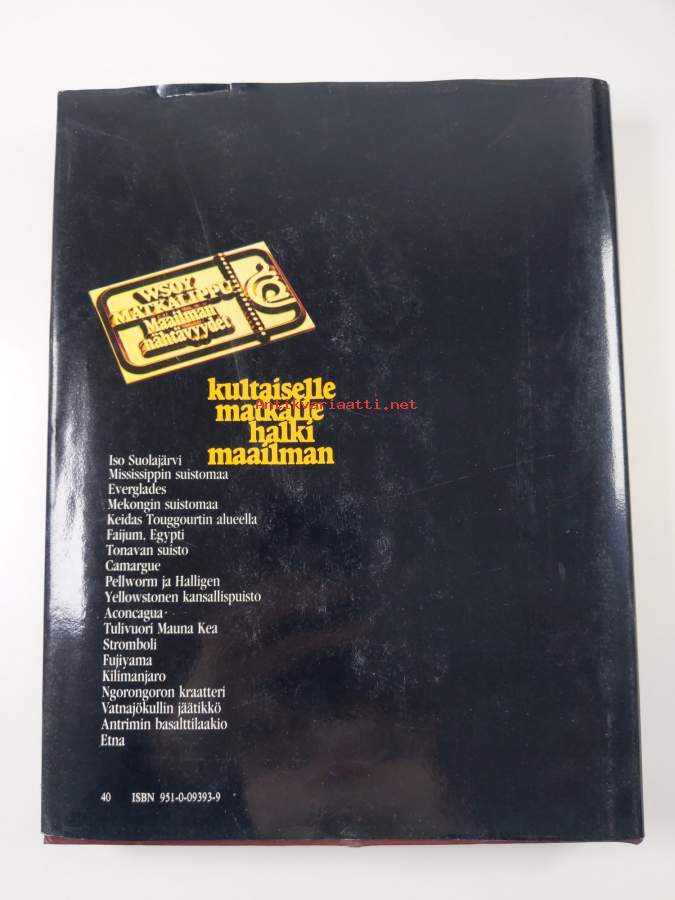 WSOY
MATKALIPPU
Maailman
nähtävyydet
kultaiselle
matkalle
halki
maailman
Antikvariaatti.net
Iso Suolajärvi
Mississippin suistomaa
Everglades
Mekongin suistomaa
Keidas Touggourtin alueella
Faijum, Egypti
Tonavan suisto
Camargue
Pellworm ja Halligen
Yellowstonen kansallispuisto
Aconcagua
Tulivuori Mauna Kea
Stromboli
Fujiyama
Kilimanjaro
Ngorongoron kraatteri
Vatnajökullin jäätikkö
Antrimin basalttilaakio
Etna
40 ISBN 951-0-09393-9